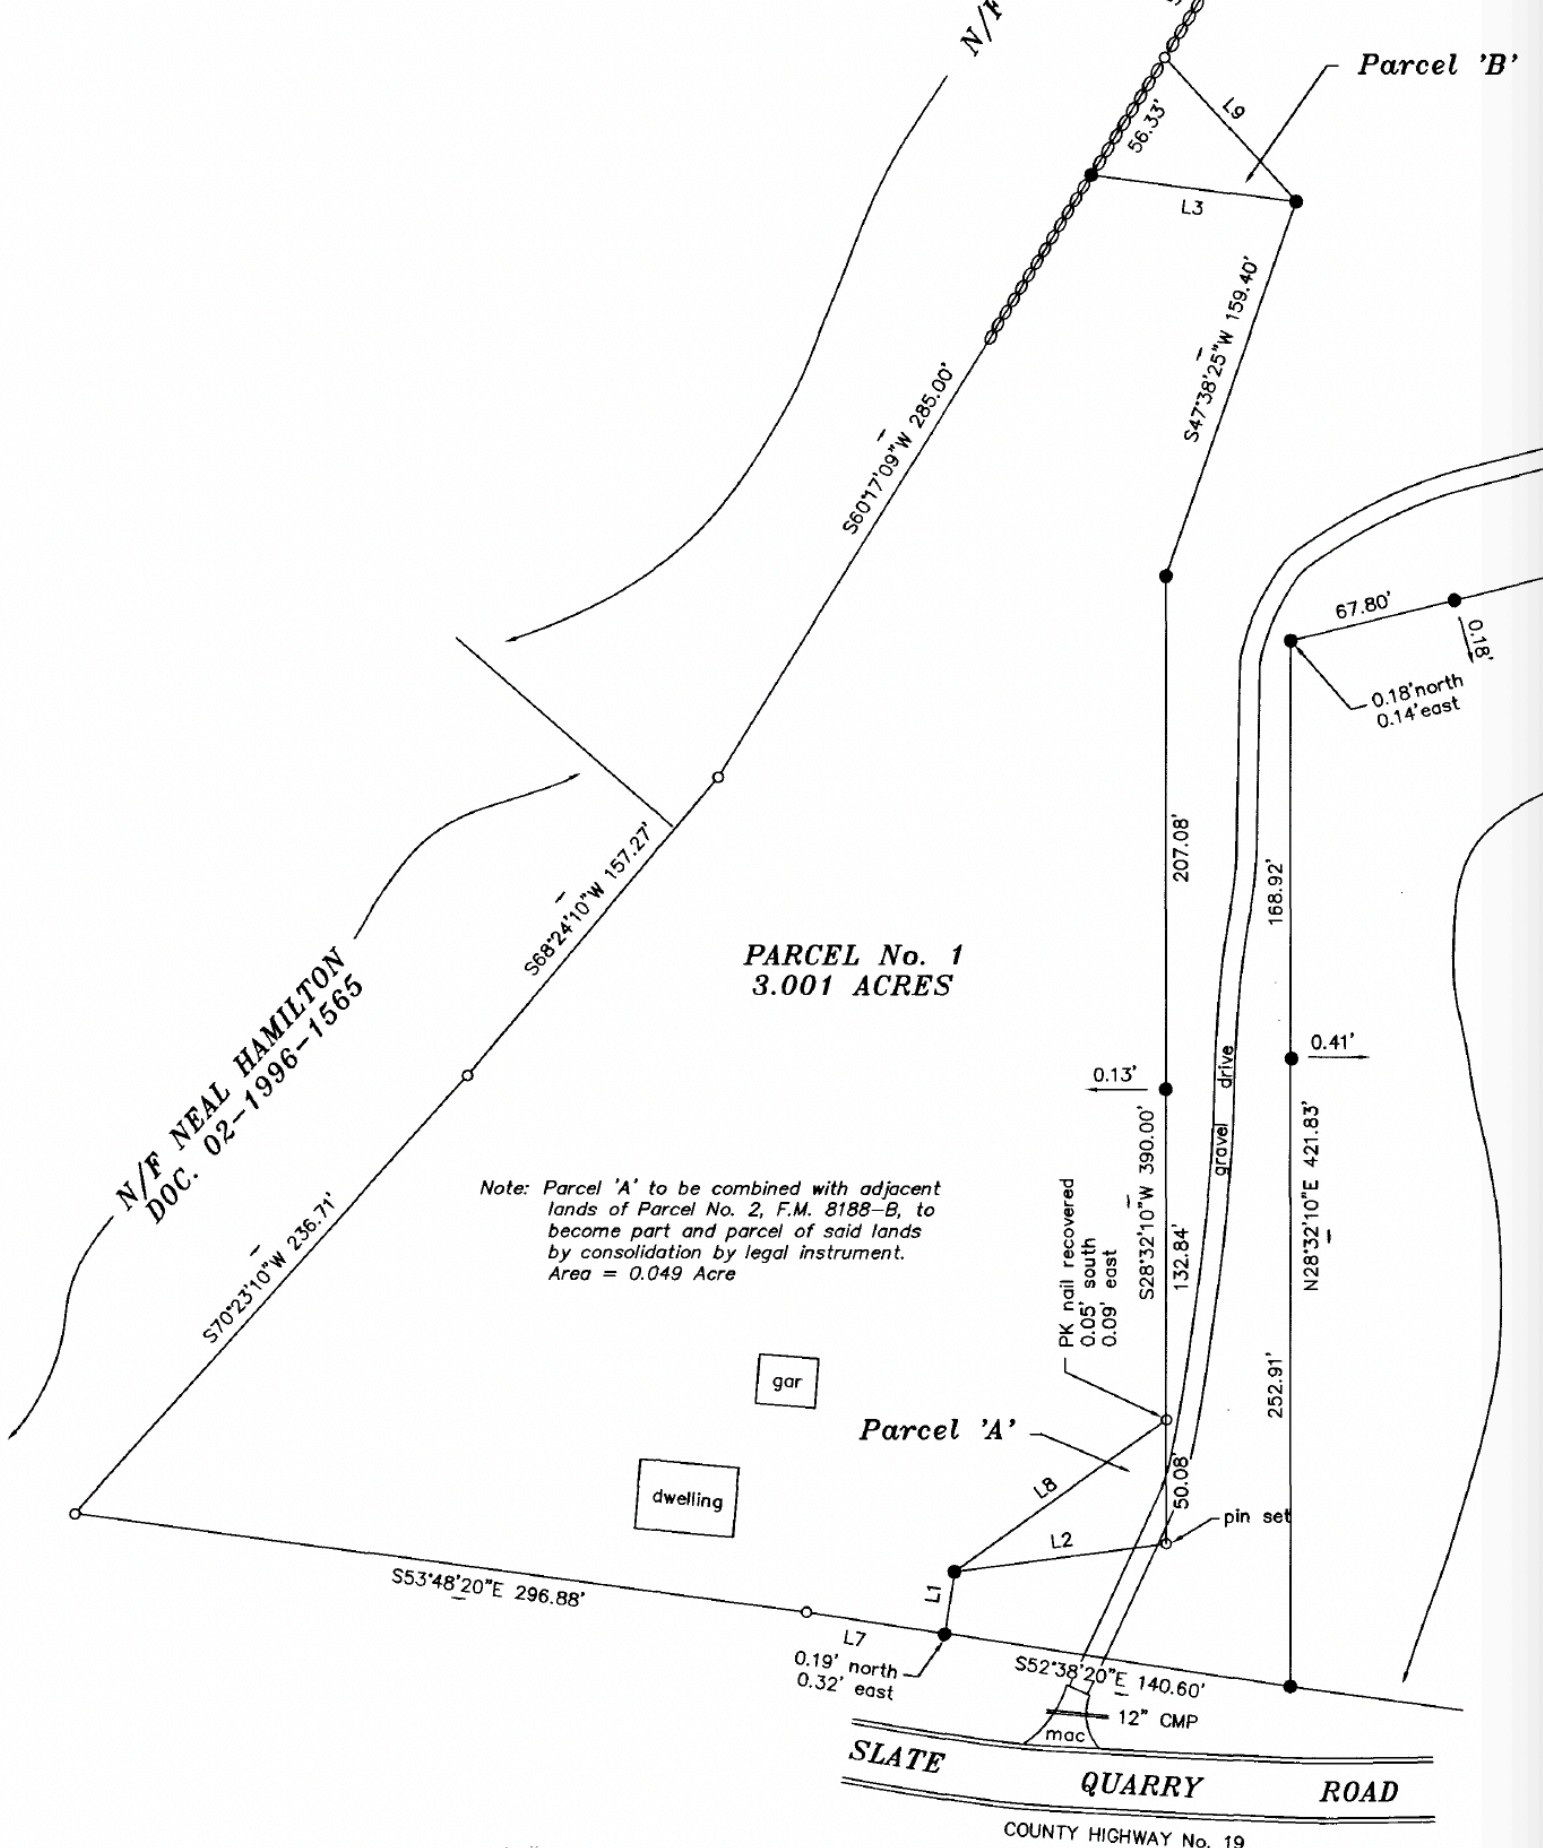 N/F
Parcel 'B'
L9
56.33'
L3
S47°38'25"W 159.40'
S60°17'09"W 285.00'
67.80'
0.18'
0.18'north
0.14'east
207.08'
168.92'
S68°24'10"W 157.27'
PARCEL No. 1
3.001 ACRES
N/F NEAL HAMILTON
DOC. 02-1996-1565
0.13'
0.41'
gravel drive
S28°32'10"W 390.00'
132.84'
N28°32'10"E 421.83'
PK nail recovered
0.05' south
0.09' east
Note: Parcel 'A' to be combined with adjacent
lands of Parcel No. 2, F.M. 8188-B, to
become part and parcel of said lands
by consolidation by legal instrument.
Area = 0.049 Acre
S70°23'10"W 236.71'
gar
252.91'
Parcel 'A'
L8
50.08'
dwelling
pin set
L2
L1
S53°48'20"E 296.88'
L7
0.19' north
0.32' east
S52°38'20"E 140.60'
12" CMP
mac
SLATE QUARRY ROAD
COUNTY HIGHWAY No. 19